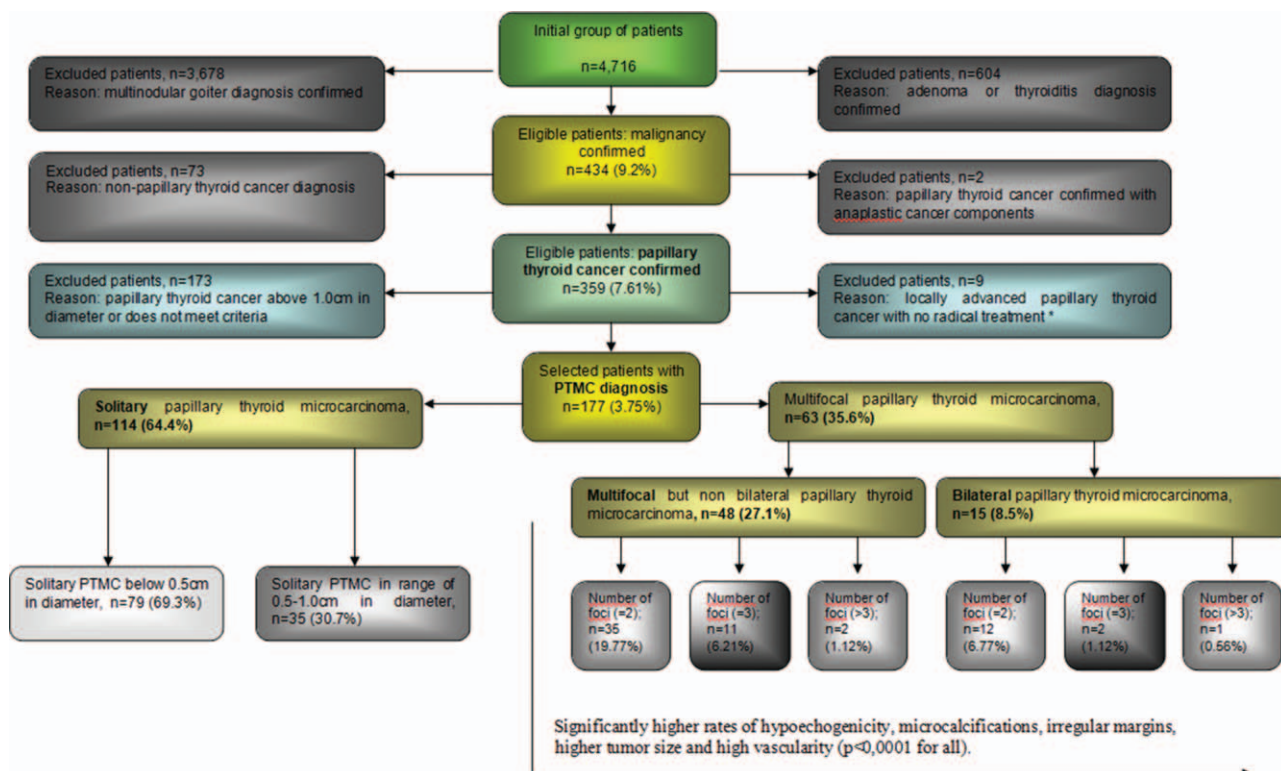 Initial group of patients
n=4,716
Excluded patients, n=3,678
Reason: multinodular goiter diagnosis confirmed
Excluded patients, n=604
Reason: adenoma or thyroiditis diagnosis
confirmed
Eligible patients: malignancy
confirmed
n=434 (9.2%)
Excluded patients, n=73
Reason: non-papillary thyroid cancer diagnosis
Excluded patients, n=2
Reason: papillary thyroid cancer confirmed with
anaplastic cancer components
Eligible patients: papillary
thyroid cancer confirmed
n=359 (7.61%)
Excluded patients, n=173
Reason: papillary thyroid cancer above 1.0cm in
diameter or does not meet criteria
Excluded patients, n=9
Reason: locally advanced papillary thyroid
cancer with no radical treatment *
Selected patients with
PTMC diagnosis
n=177 (3.75%)
Solitary papillary thyroid microcarcinoma,
n=114 (64.4%)
Multifocal papillary thyroid microcarcinoma,
n=63 (35.6%)
Multifocal but non bilateral papillary thyroid
microcarcinoma, n=48 (27.1%)
Bilateral papillary thyroid microcarcinoma,
n=15 (8.5%)
Solitary PTMC below 0.5cm
in diameter, n=79 (69.3%)
Solitary PTMC in range of
0.5-1.0cm in diameter,
n=35 (30.7%)
Number of
foci (=2);
n=35
(19.77%)
Number of
foci (=3);
n=11
(6.21%)
Number of
foci (>3);
n=2
(1.12%)
Number of
foci (=2);
n=12
(6.77%)
Number of
foci (=3);
n=2
(1.12%)
Number of
foci (>3);
n=1
(0.56%)
Significantly higher rates of hypoechogenicity, microcalcifications, irregular margins,
higher tumor size and high vascularity (p<0,0001 for all).